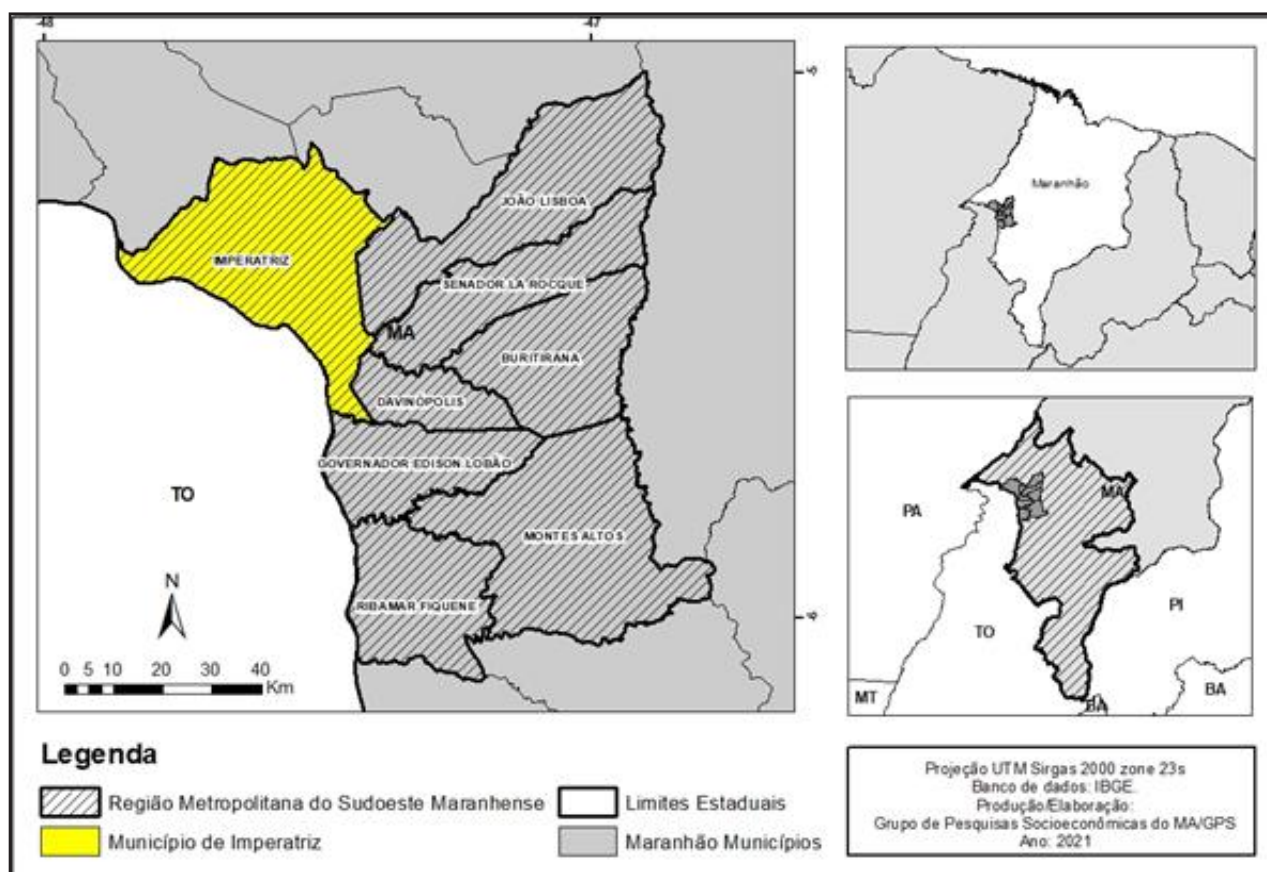 -48
-47
-5
JOÃO LISBOA
IMPERATRIZ
SENADOR LA ROCQUE
MA
BURITIRANA
DAVINÓPOLIS
GOVERNADOR EDISON LOBÃO
TO
MONTES ALTOS
RIBAMAR FIQUENE
-6
N
0 5 10 20 30 40
Km
Maranhão
PA
MA
TO
PI
MT
BA
BA
Legenda
Região Metropolitana do Sudoeste Maranhense
Limites Estaduais
Município de Imperatriz
Maranhão Municípios
Projeção UTM Sirgas 2000 zone 23s
Banco de dados: IBGE.
Produção/Elaboração:
Grupo de Pesquisas Socioeconômicas do MA/GPS
Ano: 2021